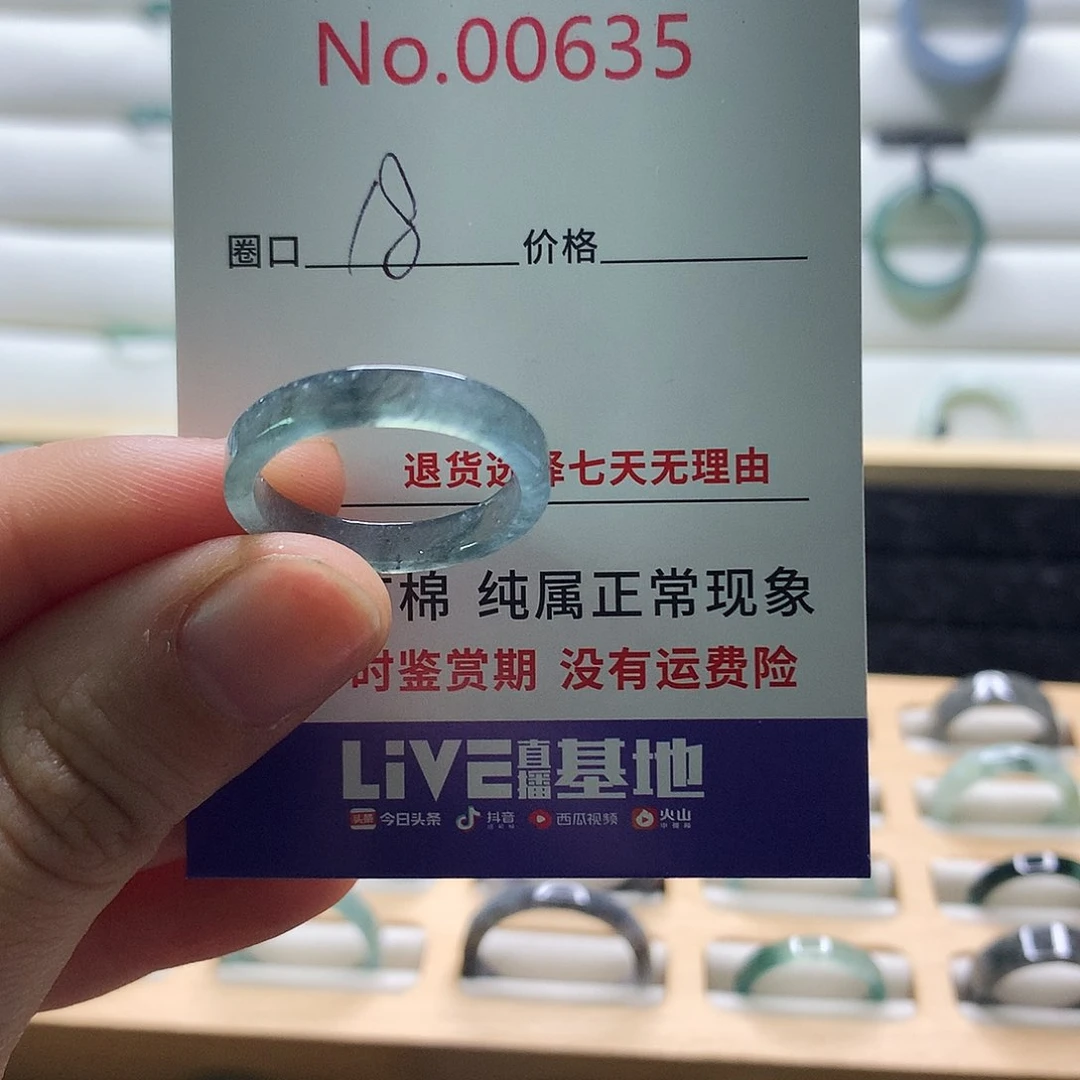 No.00635
圈口 18 价格
退货选择七天无理由
棉 纯属正常现象
时鉴赏期 没有运费险
LiVE直播基地
今日头条 抖音 西瓜视频 火山